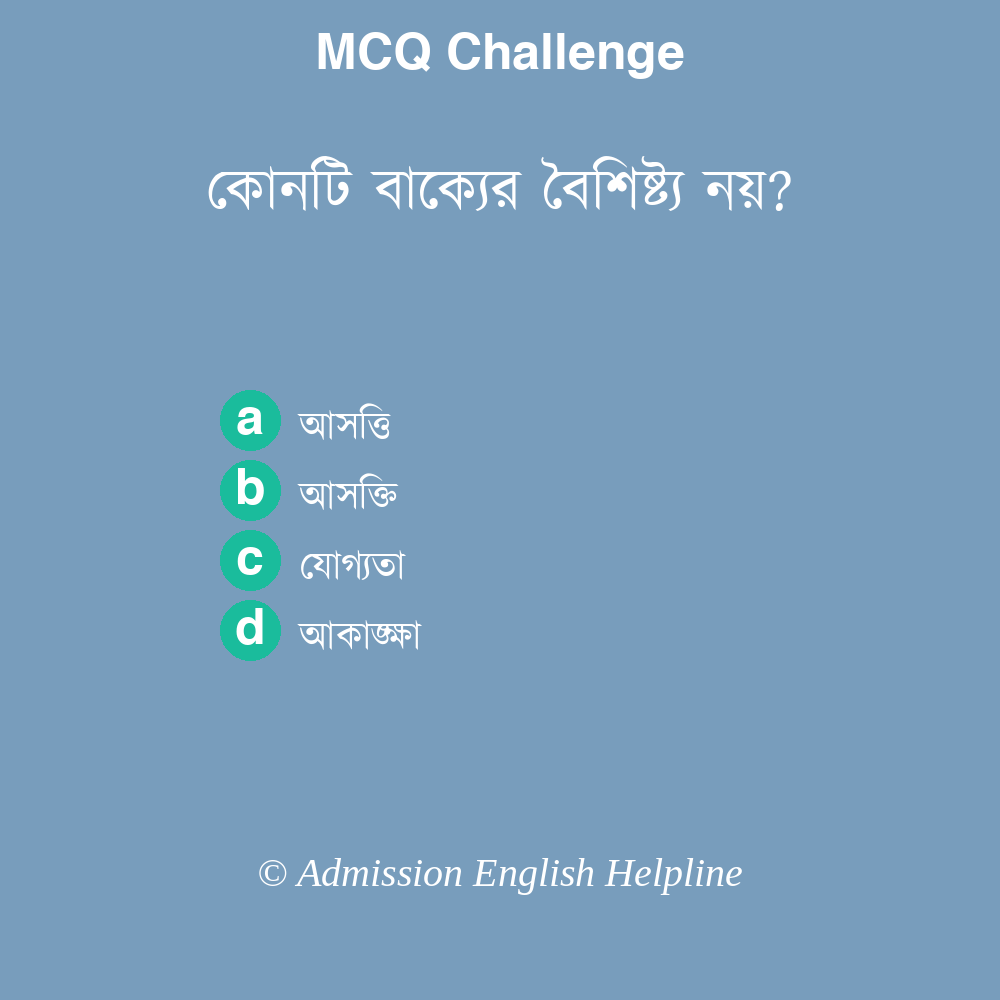 MCQ Challenge
কোনটি বাক্যের বৈশিষ্ট্য নয়?
a আসত্তি
b আসক্তি
c যোগ্যতা
d আকাঙ্ক্ষা
© Admission English Helpline